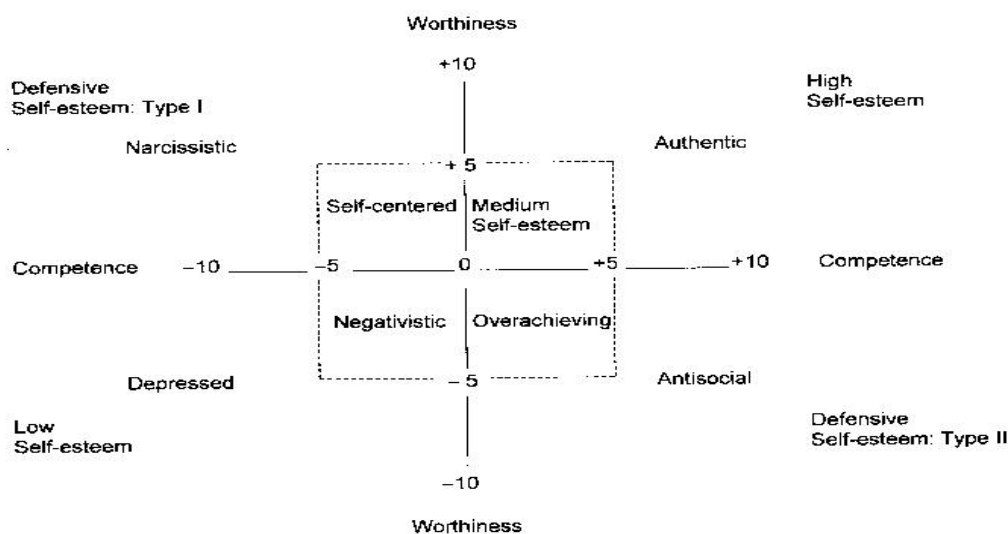 Worthiness
+10
Defensive
Self-esteem: Type I
High
Self-esteem
Narcissistic
Authentic
+5
Self-centered
Medium
Self-esteem
Competence
-10
-5
0
+5
+10
Competence
Negativistic
Overachieving
Depressed
-5
Antisocial
Low
Self-esteem
Defensive
Self-esteem: Type II
-10
Worthiness